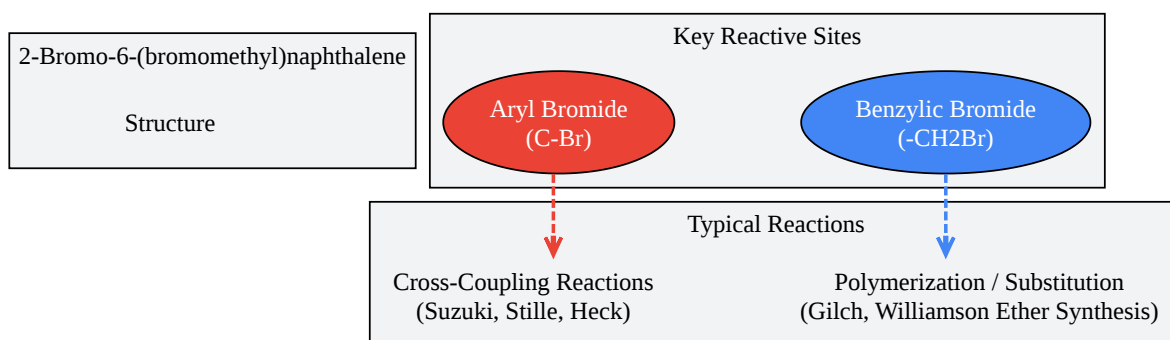 2-Bromo-6-(bromomethyl)naphthalene
Structure
Key Reactive Sites
Aryl Bromide
(C-Br)
Benzylic Bromide
(-CH2Br)
Typical Reactions
Cross-Coupling Reactions
(Suzuki, Stille, Heck)
Polymerization / Substitution
(Gilch, Williamson Ether Synthesis)